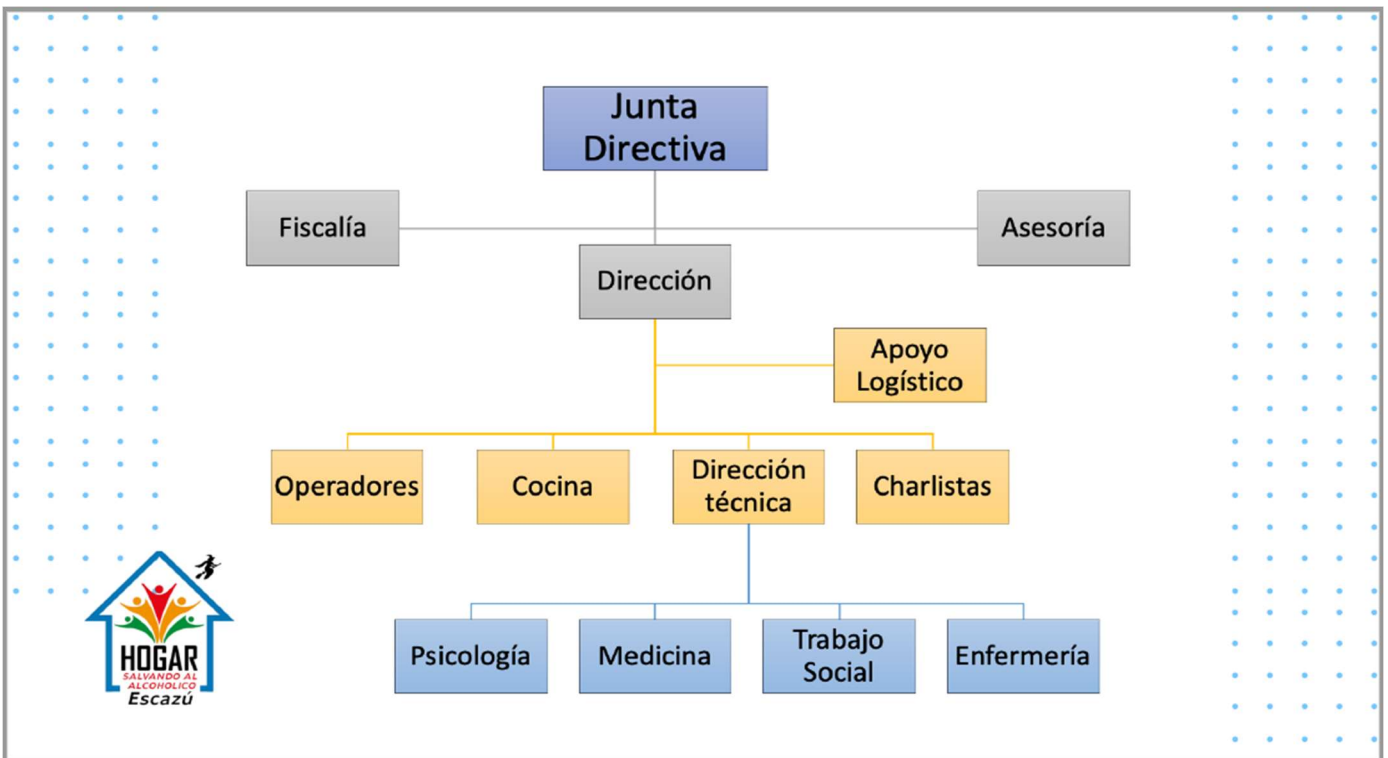 Junta
Directiva
Fiscalía
Asesoría
Dirección
Apoyo
Logístico
Operadores
Cocina
Dirección
técnica
Charlistas
Psicología
Medicina
Trabajo
Social
Enfermería
HOGAR
SALVANDO AL
ALCOHOLICO
Escazú